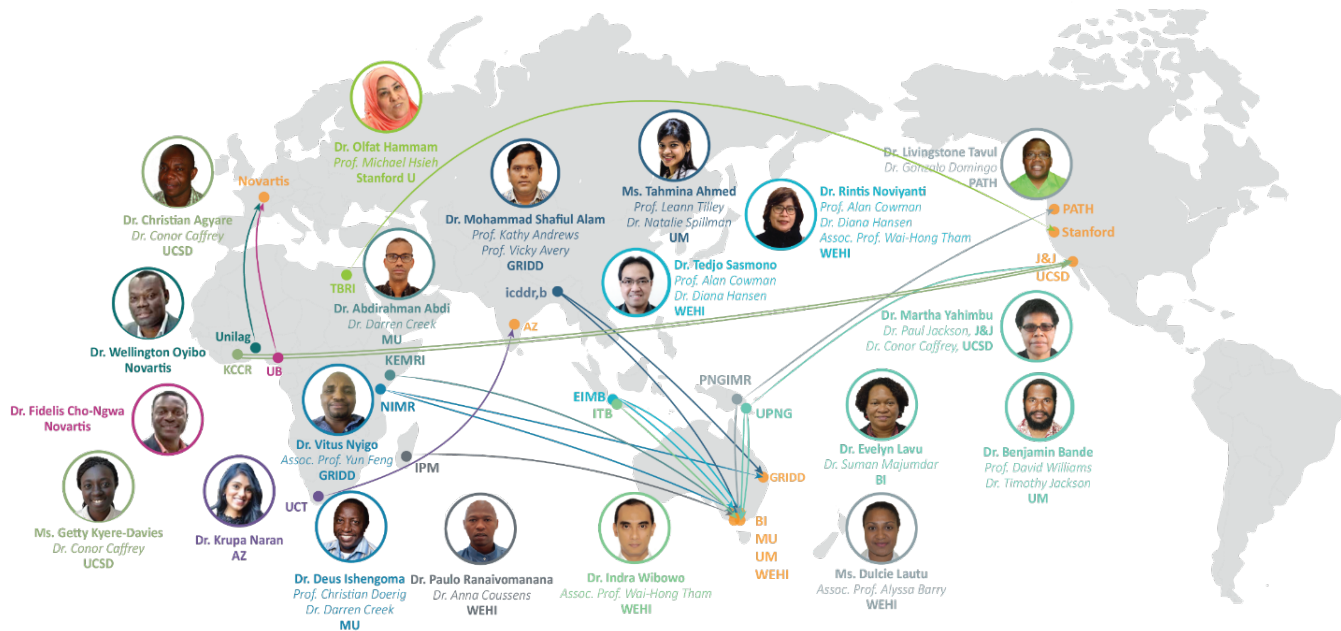 Dr. Olfat Hammam
Prof. Michael Hsieh
Stanford U
Novartis
Dr. Christian Agyare
Dr. Conor Caffrey
UCSD
Dr. Mohammad Shafiul Alam
Prof. Kathy Andrews
Prof. Vicky Avery
GRIDD
Ms. Tahmina Ahmed
Prof. Leann Tilley
Dr. Natalie Spillman
UM
Dr. Rintis Noviyanti
Prof. Alan Cowman
Dr. Diana Hansen
Assoc. Prof. Wai-Hong Tham
WEHI
Dr. Livingstone Tavul
Dr. Gonzalo Domingo
PATH
PATH
Stanford
J&J
UCSD
TBRI
Dr. Abdirahman Abdi
Dr. Darren Creek
MU
KEMRI
icddr,b
Dr. Tedjo Sasmono
Prof. Alan Cowman
Dr. Diana Hansen
WEHI
AZ
Dr. Wellington Oyibo
Novartis
Unilag
KCCR
UB
Dr. Martha Yahimbu
Dr. Paul Jackson, J&J
Dr. Conor Caffrey, UCSD
NIMR
EIMB
ITB
PNGIMR
UPNG
Dr. Fidelis Cho-Ngwa
Novartis
Dr. Vitus Nyigo
Assoc. Prof. Yun Feng
GRIDD
IPM
GRIDD
Dr. Evelyn Lavu
Dr. Suman Majumdar
BI
Dr. Benjamin Bande
Prof. David Williams
Dr. Timothy Jackson
UM
UCT
Ms. Getty Kyere-Davies
Dr. Conor Caffrey
UCSD
Dr. Krupa Naran
AZ
BI
MU
UM
WEHI
Dr. Deus Ishengoma
Prof. Christian Doerig
Dr. Darren Creek
MU
Dr. Paulo Ranaivomanana
Dr. Anna Coussens
WEHI
Dr. Indra Wibowo
Assoc. Prof. Wai-Hong Tham
WEHI
Ms. Dulcie Lautu
Assoc. Prof. Alyssa Barry
WEHI